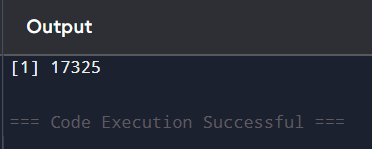 Output
[1] 17325
=== Code Execution Successful ===